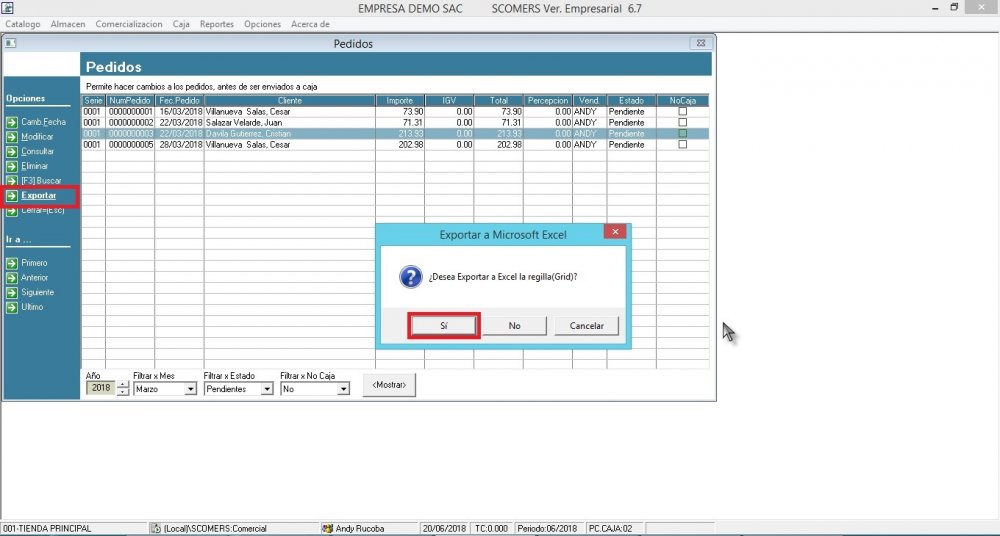 EMPRESA DEMO SAC SCOMERS Ver. Empresarial 6.7
Catalogo Almacen Comercializacion Caja Reportes Opciones Acerca de
Pedidos
Pedidos
Permite hacer cambios a los pedidos, antes de ser enviados a caja
Opciones
Camb.Fecha
Modificar
Consultar
Eliminar
[F3] Buscar
Exportar
Cerrar=[Esc]
Ir a ...
Primero
Anterior
Siguiente
Ultimo
Serie NumPedido Fec.Pedido Cliente Importe IGV Total Percepcion Vend. Estado NoCaja
0001 0000000001 16/03/2018 Villanueva Salas, Cesar 73.90 0.00 73.90 0.00 ANDY Pendiente
0001 0000000002 22/03/2018 Salazar Velarde, Juan 71.31 0.00 71.31 0.00 ANDY Pendiente
0001 0000000003 22/03/2018 Davila Gutierrez, Cristian 213.93 0.00 213.93 0.00 ANDY Pendiente
0001 0000000005 28/03/2018 Villanueva Salas, Cesar 202.98 0.00 202.98 0.00 ANDY Pendiente
Exportar a Microsoft Excel
¿Desea Exportar a Excel la regilla(Grid)?
Sí No Cancelar
Año Filtrar x Mes Filtrar x Estado Filtrar x No Caja
2018 Marzo Pendientes No <Mostrar>
001-TIENDA PRINCIPAL (Local)\SCOMERS:Comercial Andy Rucoba 20/06/2018 TC:0.000 Periodo:06/2018 PC.CAJA:02